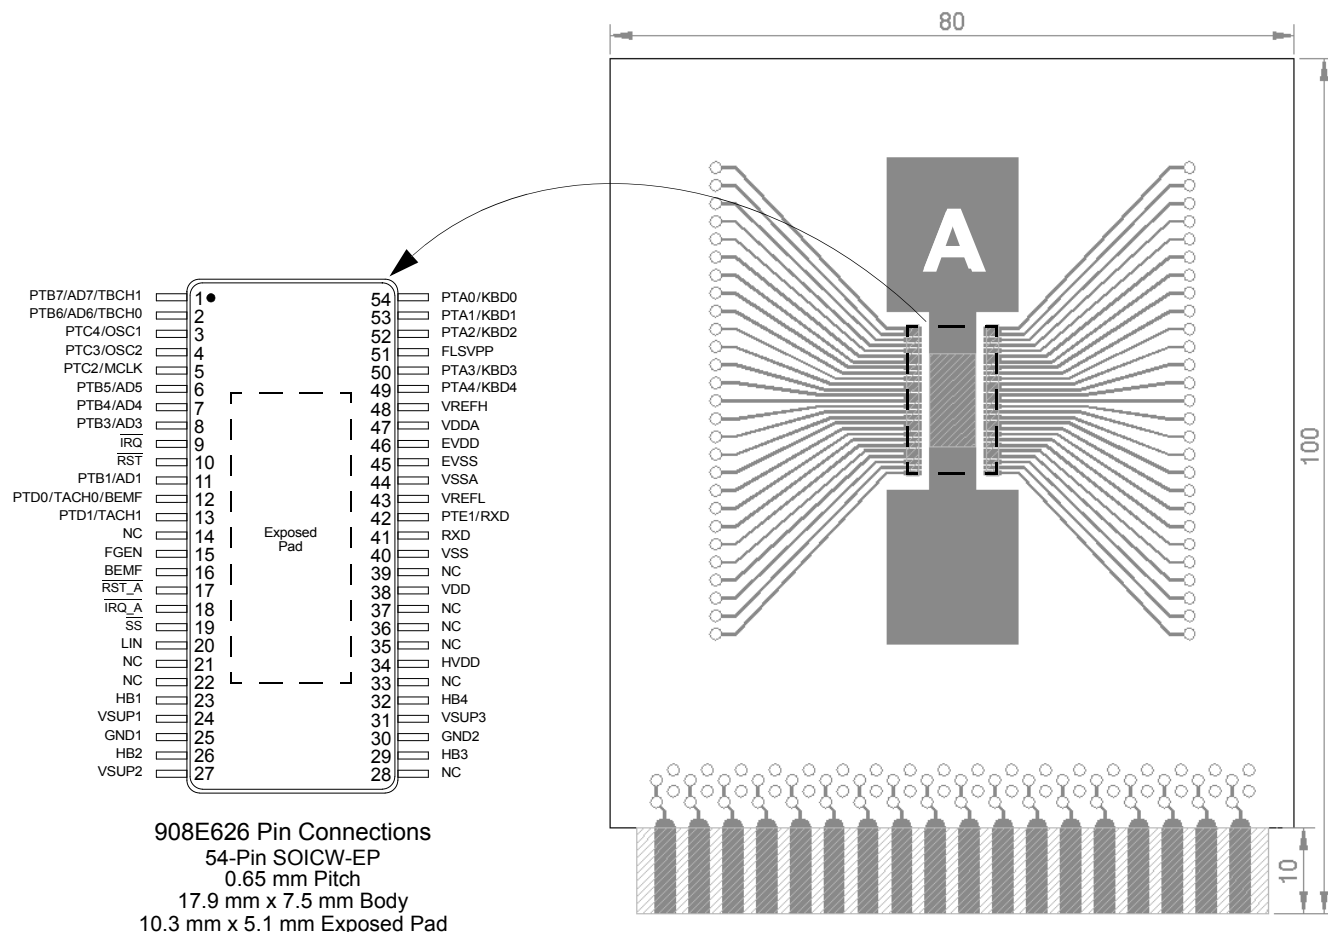 80
A
100
10
PTB7/AD7/TBCH1 1 54 PTA0/KBD0
PTB6/AD6/TBCH0 2 53 PTA1/KBD1
PTC4/OSC1 3 52 PTA2/KBD2
PTC3/OSC2 4 51 FLSVPP
PTC2/MCLK 5 50 PTA3/KBD3
PTB5/AD5 6 49 PTA4/KBD4
PTB4/AD4 7 48 VREFH
PTB3/AD3 8 47 VDDA
IRQ 9 46 EVDD
RST 10 45 EVSS
PTB1/AD1 11 44 VSSA
PTD0/TACH0/BEMF 12 43 VREFL
PTD1/TACH1 13 42 PTE1/RXD
NC 14 41 RXD
FGEN 15 40 VSS
BEMF 16 39 NC
RST_A 17 38 VDD
IRQ_A 18 37 NC
SS 19 36 NC
LIN 20 35 NC
NC 21 34 HVDD
NC 22 33 NC
HB1 23 32 HB4
VSUP1 24 31 VSUP3
GND1 25 30 GND2
HB2 26 29 HB3
VSUP2 27 28 NC
Exposed
Pad
908E626 Pin Connections
54-Pin SOICW-EP
0.65 mm Pitch
17.9 mm x 7.5 mm Body
10.3 mm x 5.1 mm Exposed Pad